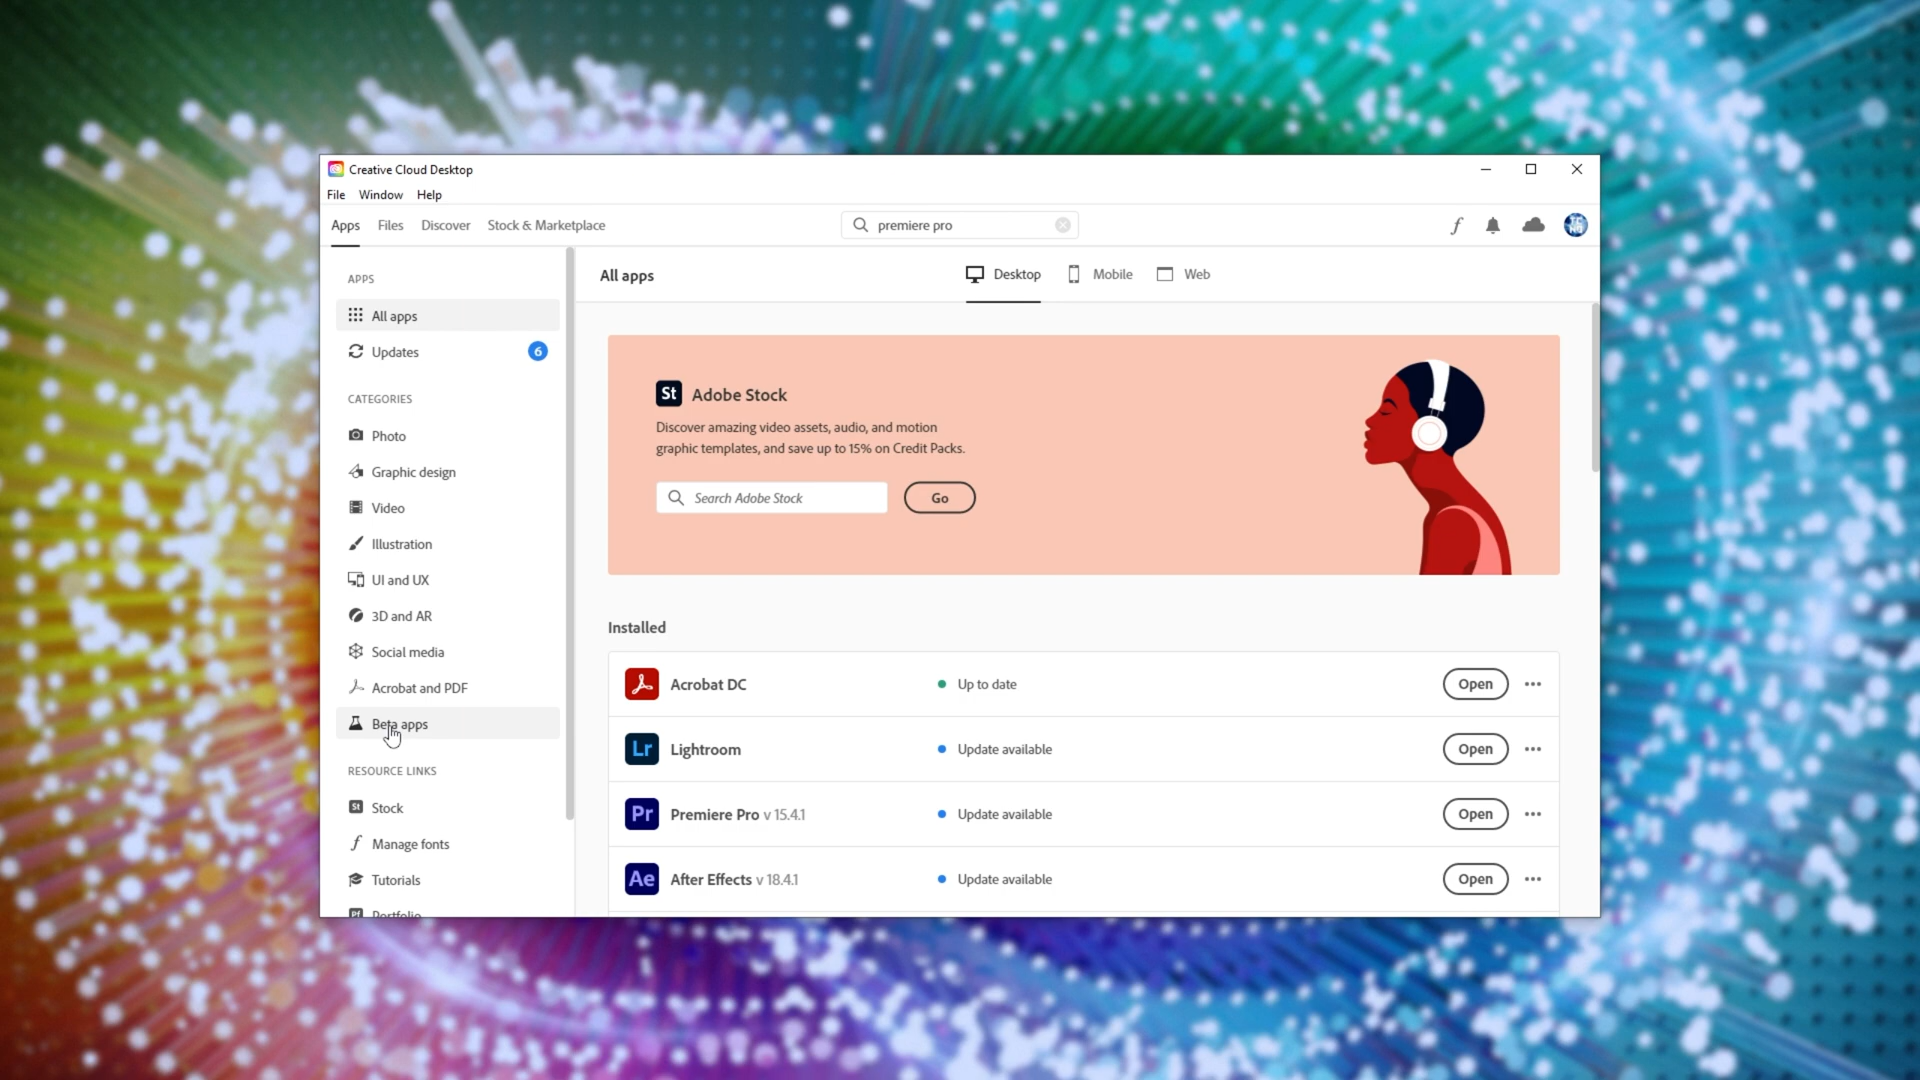 Creative Cloud Desktop
File Window Help
Apps Files Discover Stock & Marketplace
premiere pro
APPS
All apps
Updates 6
CATEGORIES
Photo
Graphic design
Video
Illustration
UI and UX
3D and AR
Social media
Acrobat and PDF
Beta apps
RESOURCE LINKS
St Stock
Manage fonts
Tutorials
Pf Portfolio
All apps
Desktop Mobile Web
St Adobe Stock
Discover amazing video assets, audio, and motion
graphic templates, and save up to 15% on Credit Packs.
Search Adobe Stock Go
Installed
Acrobat DC Up to date Open
Lr Lightroom Update available Open
Pr Premiere Pro v 15.4.1 Update available Open
Ae After Effects v 18.4.1 Update available Open